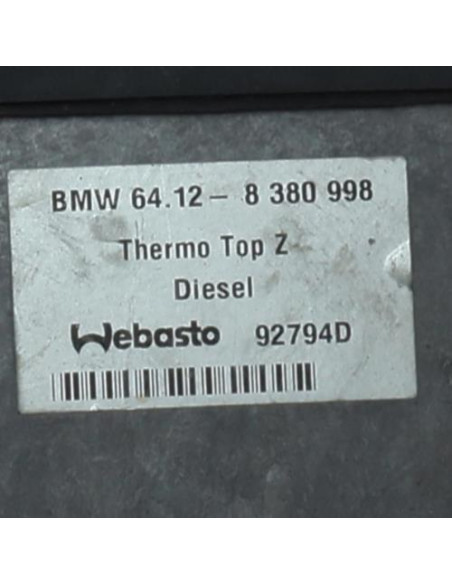 BMW 64.12 – 8 380 998
Thermo Top Z
Diesel
Webasto 92794D